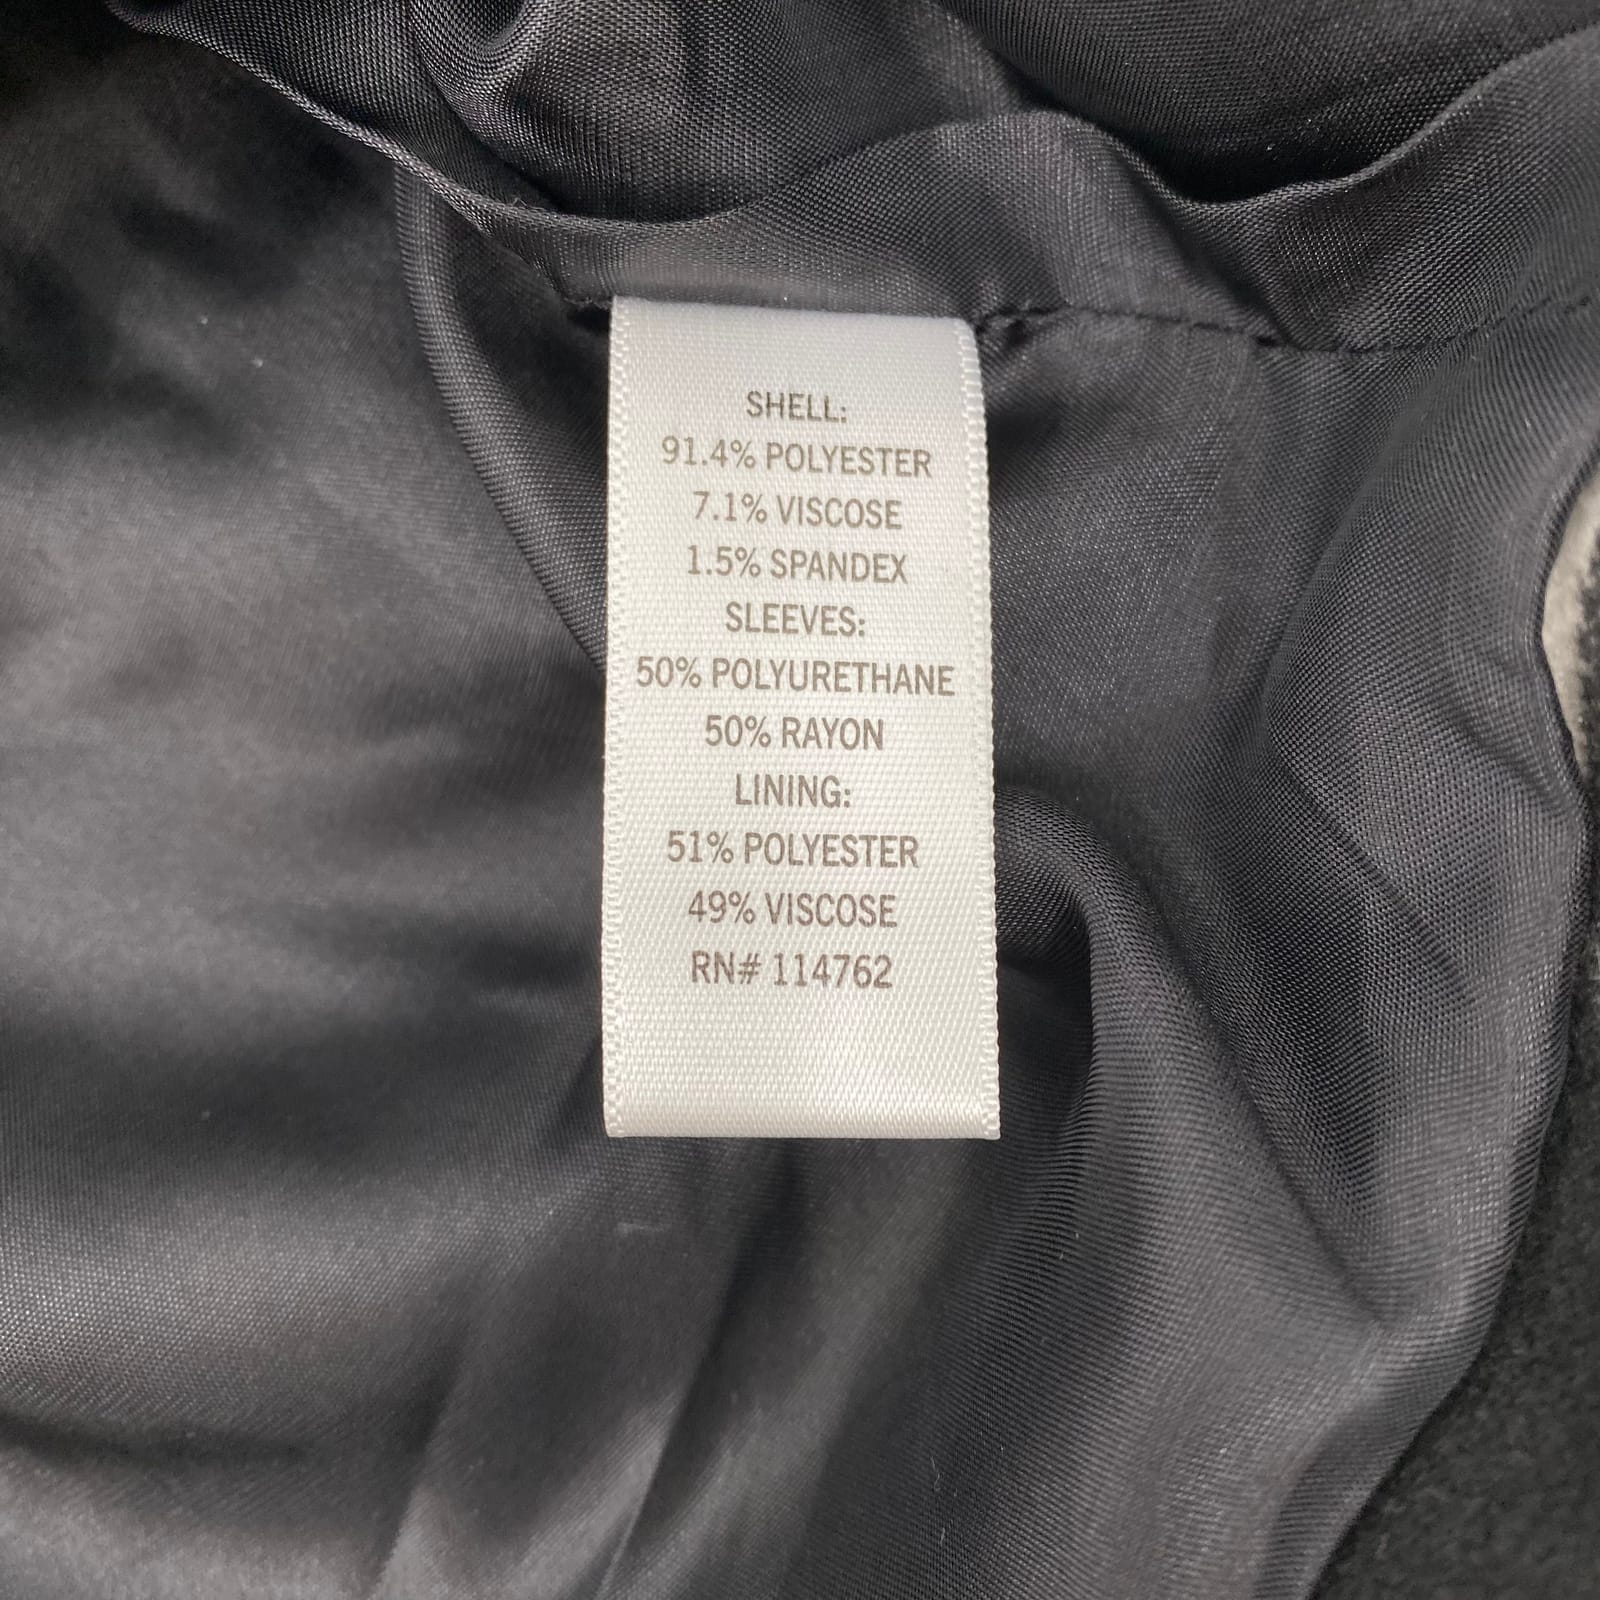 SHELL:
91.4% POLYESTER
7.1% VISCOSE
1.5% SPANDEX
SLEEVES:
50% POLYURETHANE
50% RAYON
LINING:
51% POLYESTER
49% VISCOSE
RN# 114762